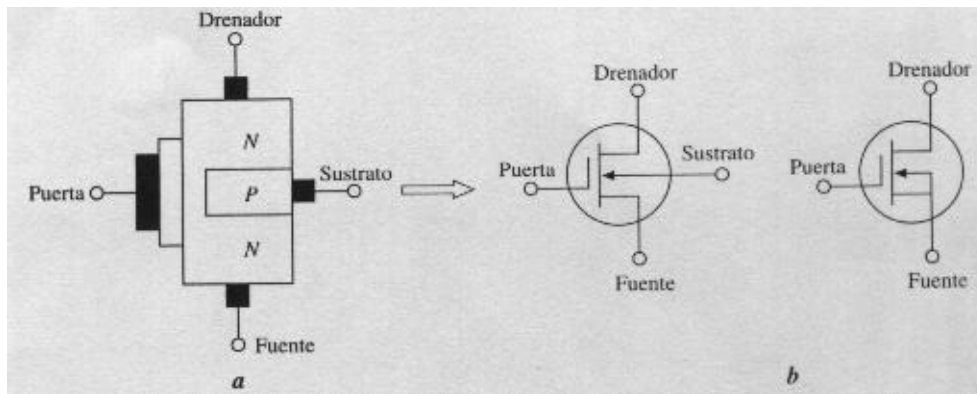 Drenador
N
Puerta
P
Sustrato
N
Fuente
a
Drenador
Puerta
Sustrato
Fuente
Drenador
Puerta
Fuente
b